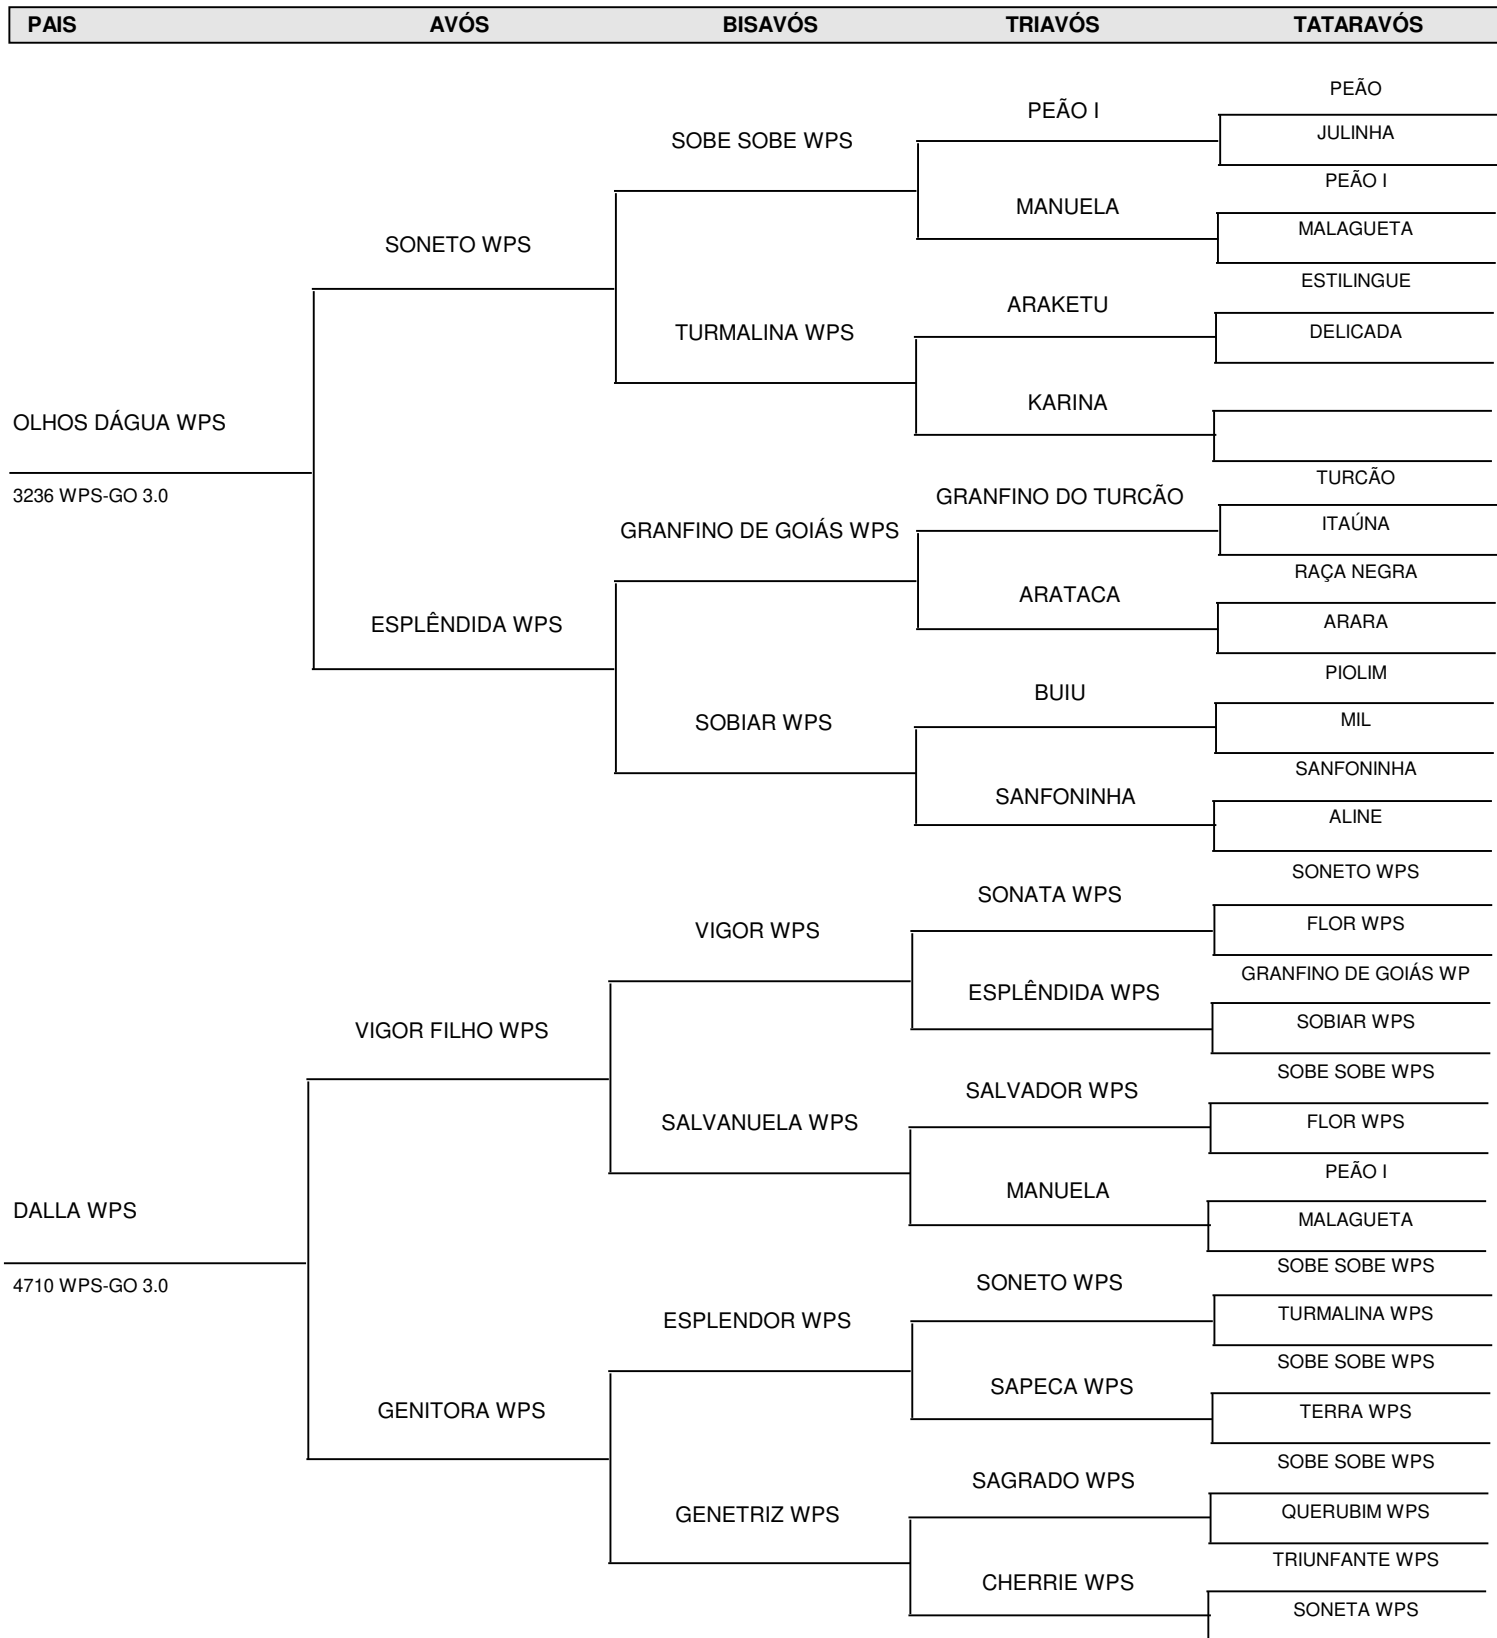 PAIS AVÓS BISAVÓS TRIAVÓS TATARAVÓS
PEÃO
PEÃO I
JULINHA
SOBE SOBE WPS
PEÃO I
MANUELA
MALAGUETA
SONETO WPS
ESTILINGUE
ARAKETU
TURMALINA WPS
DELICADA
KARINA
OLHOS DÁGUA WPS
TURCÃO
3236 WPS-GO 3.0
GRANFINO DO TURCÃO
ITAÚNA
GRANFINO DE GOIÁS WPS
RAÇA NEGRA
ARATACA
ARARA
ESPLÊNDIDA WPS
PIOLIM
BUIU
MIL
SOBIAR WPS
SANFONINHA
SANFONINHA
ALINE
SONETO WPS
SONATA WPS
FLOR WPS
VIGOR WPS
GRANFINO DE GOIÁS WP
ESPLÊNDIDA WPS
SOBIAR WPS
VIGOR FILHO WPS
SOBE SOBE WPS
SALVADOR WPS
FLOR WPS
SALVANUELA WPS
PEÃO I
MANUELA
DALLA WPS
MALAGUETA
SOBE SOBE WPS
4710 WPS-GO 3.0
SONETO WPS
TURMALINA WPS
ESPLENDOR WPS
SOBE SOBE WPS
SAPECA WPS
GENITORA WPS
TERRA WPS
SOBE SOBE WPS
SAGRADO WPS
QUERUBIM WPS
GENETRIZ WPS
TRIUNFANTE WPS
CHERRIE WPS
SONETA WPS